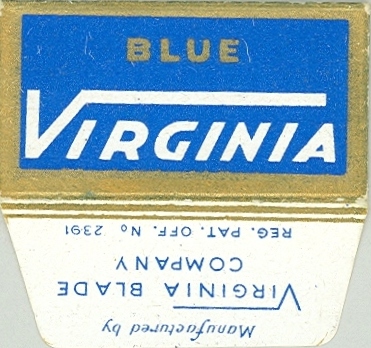 BLUE
VIRGINIA
Manufactured by
VIRGINIA BLADE
COMPANY
REG. PAT. OFF. No 2391